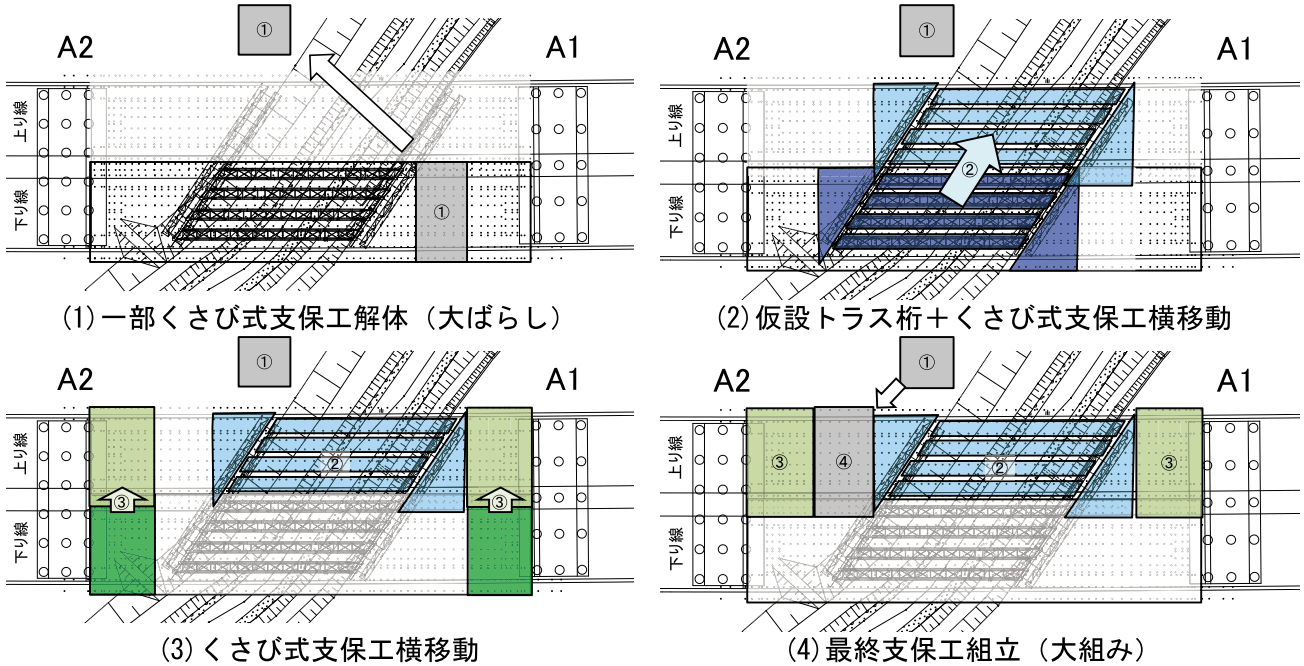 ①
A2
A1
上り線
下り線
①
(1)一部くさび式支保工解体（大ばらし）
①
A2
A1
上り線
下り線
②
(2)仮設トラス桁＋くさび式支保工横移動
①
A2
A1
上り線
下り線
②
③
③
(3)くさび式支保工横移動
①
A2
A1
上り線
下り線
③
④
②
③
(4)最終支保工組立（大組み）